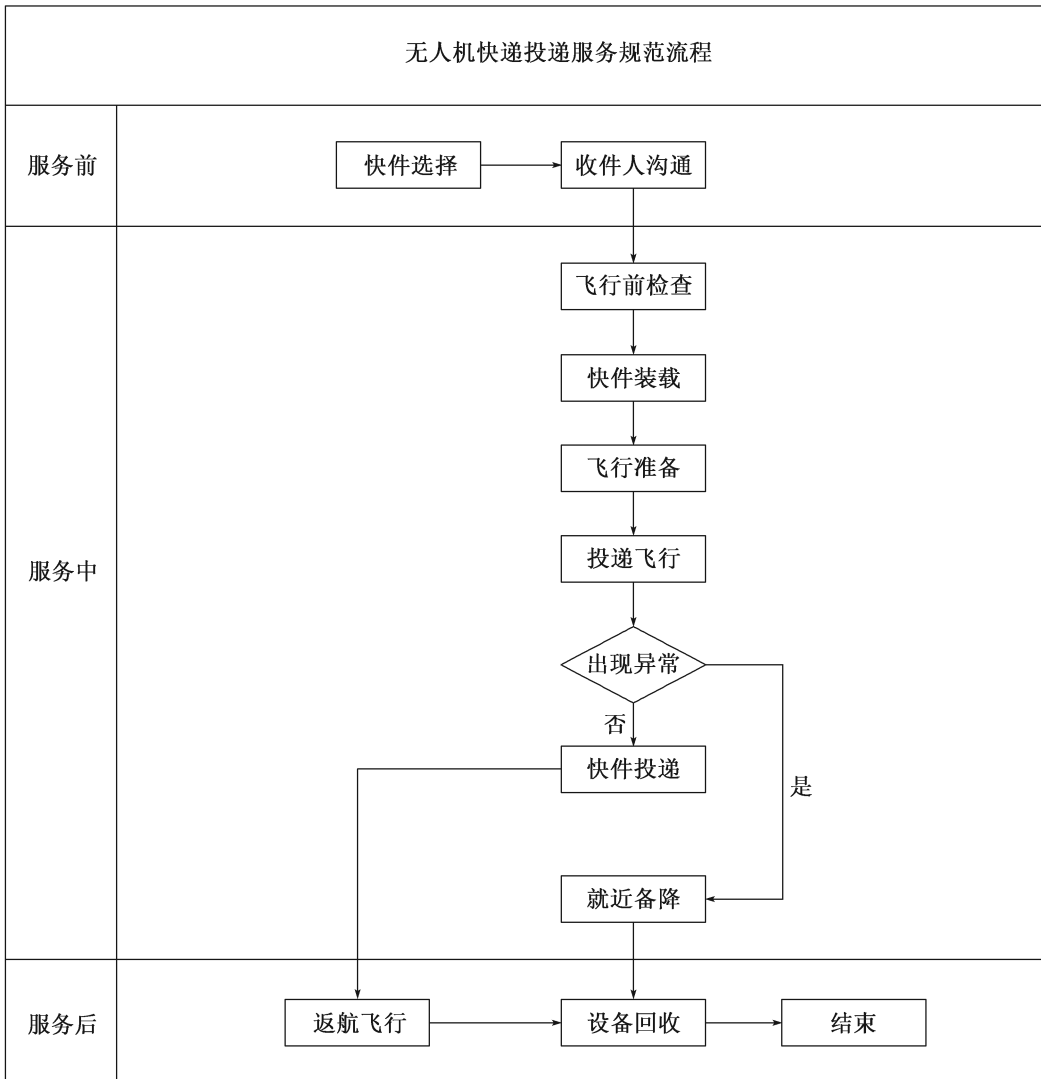 无人机快递投递服务规范流程
服务前
快件选择
收件人沟通
服务中
飞行前检查
快件装载
飞行准备
投递飞行
出现异常
否
快件投递
是
就近备降
服务后
返航飞行
设备回收
结束